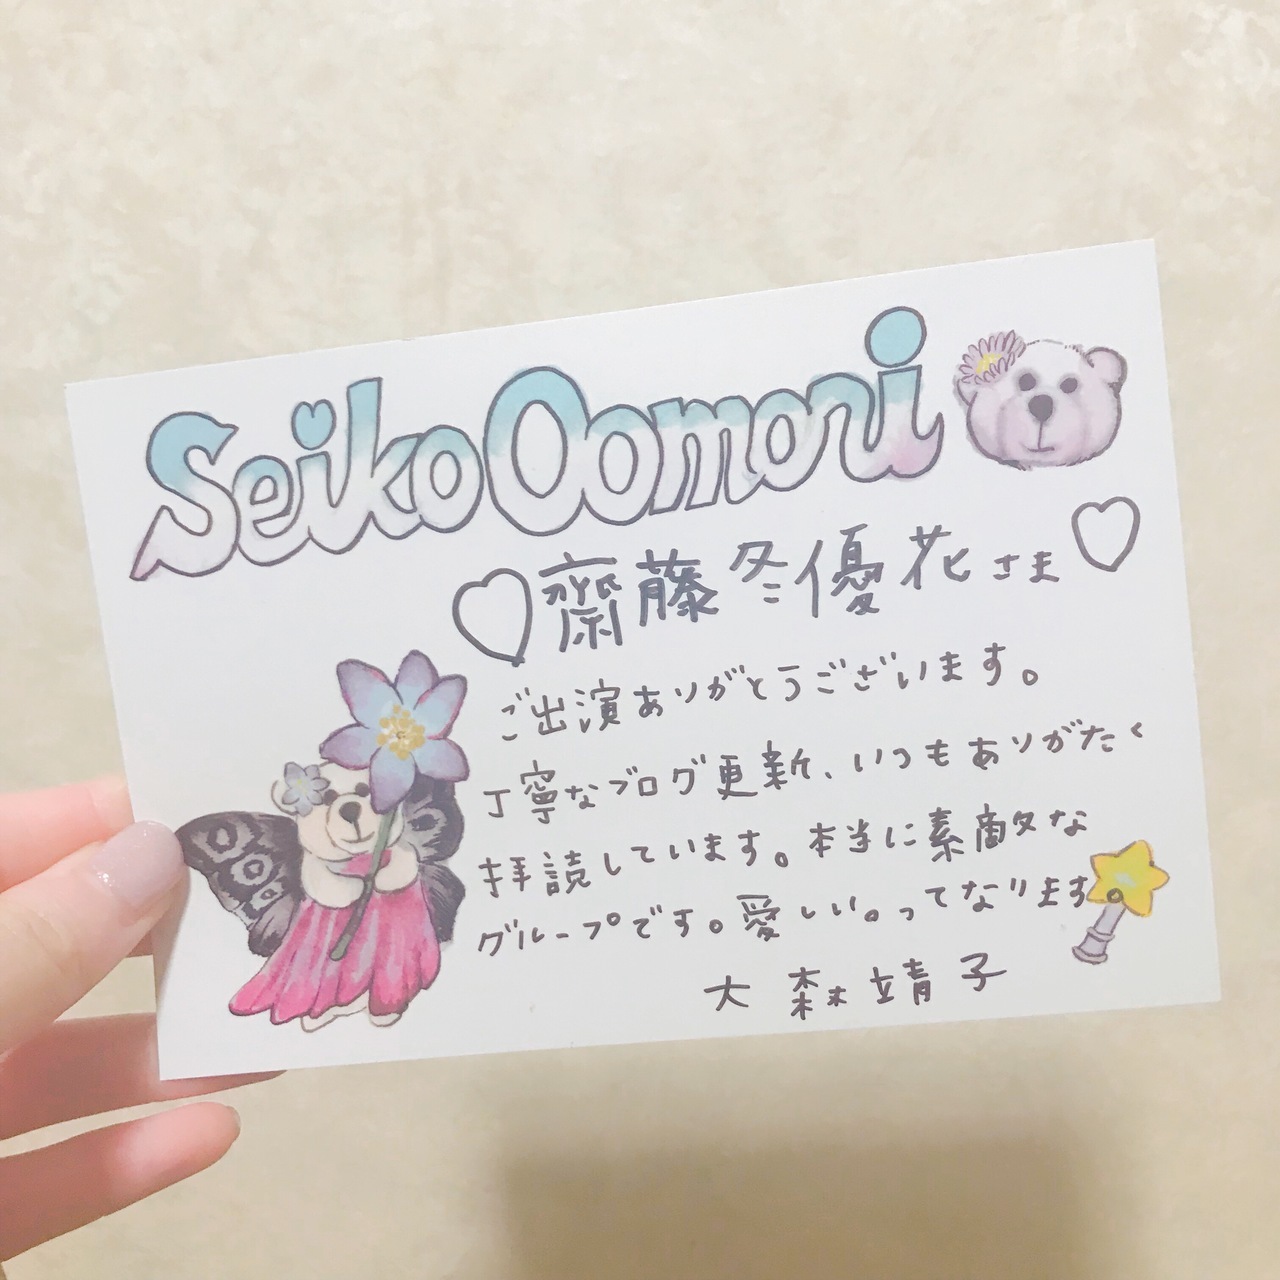 Seiko Oomori
齋藤冬優花さま
ご出演ありがとうございます。
丁寧なブログ更新、いつもありがたく
拝読しています。本当に素敵な
グループです。愛しい。ってなります。
大森靖子